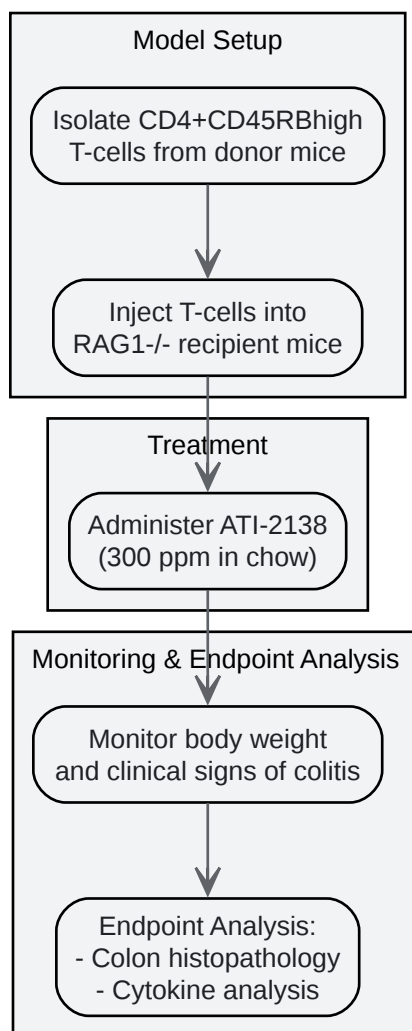 Model Setup
Isolate CD4+CD45RBhigh
T-cells from donor mice
Inject T-cells into
RAG1-/- recipient mice
Treatment
Administer ATI-2138
(300 ppm in chow)
Monitoring & Endpoint Analysis
Monitor body weight
and clinical signs of colitis
Endpoint Analysis:
- Colon histopathology
- Cytokine analysis